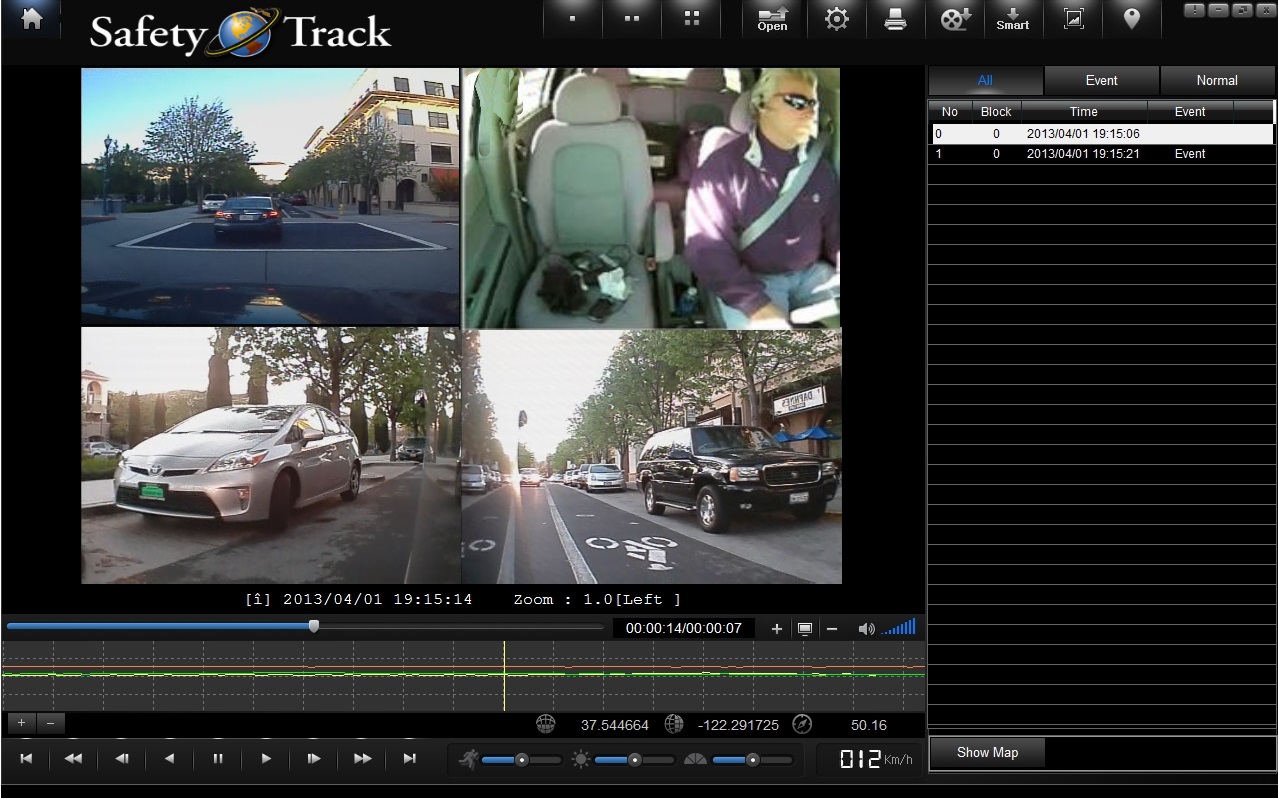 Safety Track
Open
Smart
All Event Normal
No Block Time Event
0 0 2013/04/01 19:15:06
1 0 2013/04/01 19:15:21 Event
[î] 2013/04/01 19:15:14 Zoom : 1.0[Left ]
00:00:14/00:00:07
37.544664 -122.291725 50.16
012 Km/h
Show Map